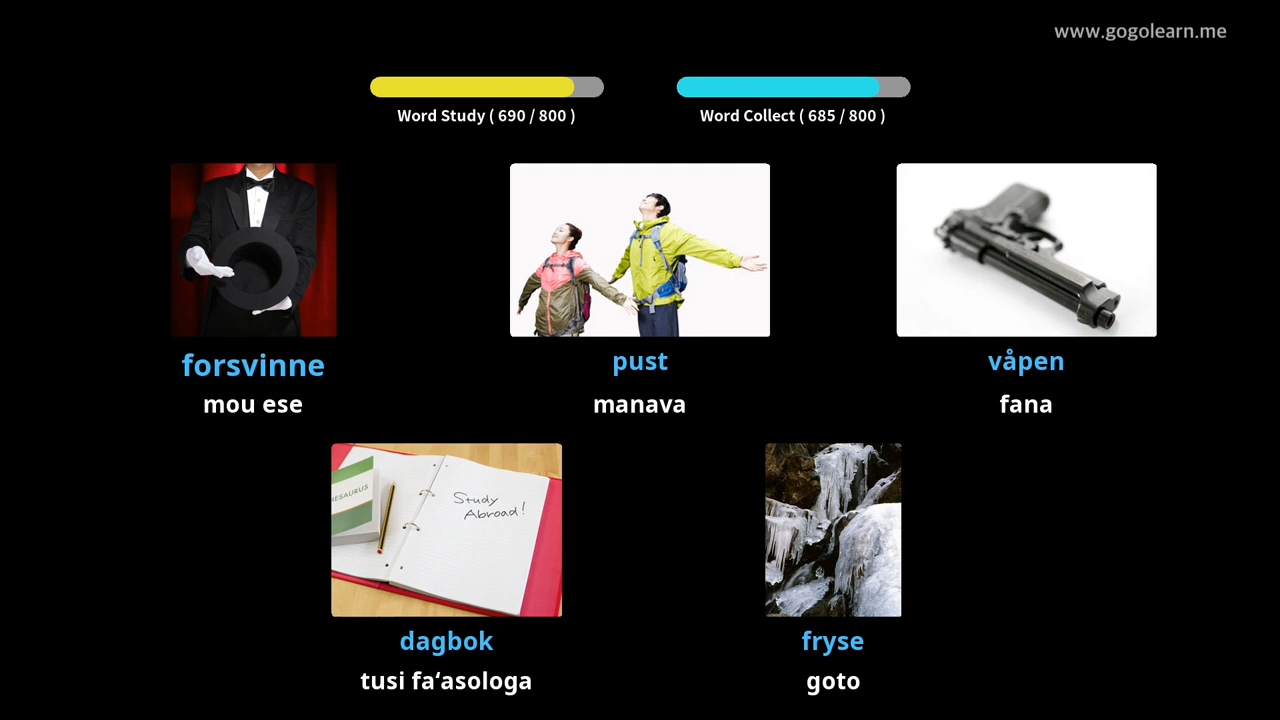 www.gogolearn.me
Word Study ( 690 / 800 )
Word Collect ( 685 / 800 )
forsvinne
mou ese
pust
manava
våpen
fana
HESAURUS
Study
Abroad!
dagbok
tusi fa‘asologa
fryse
goto